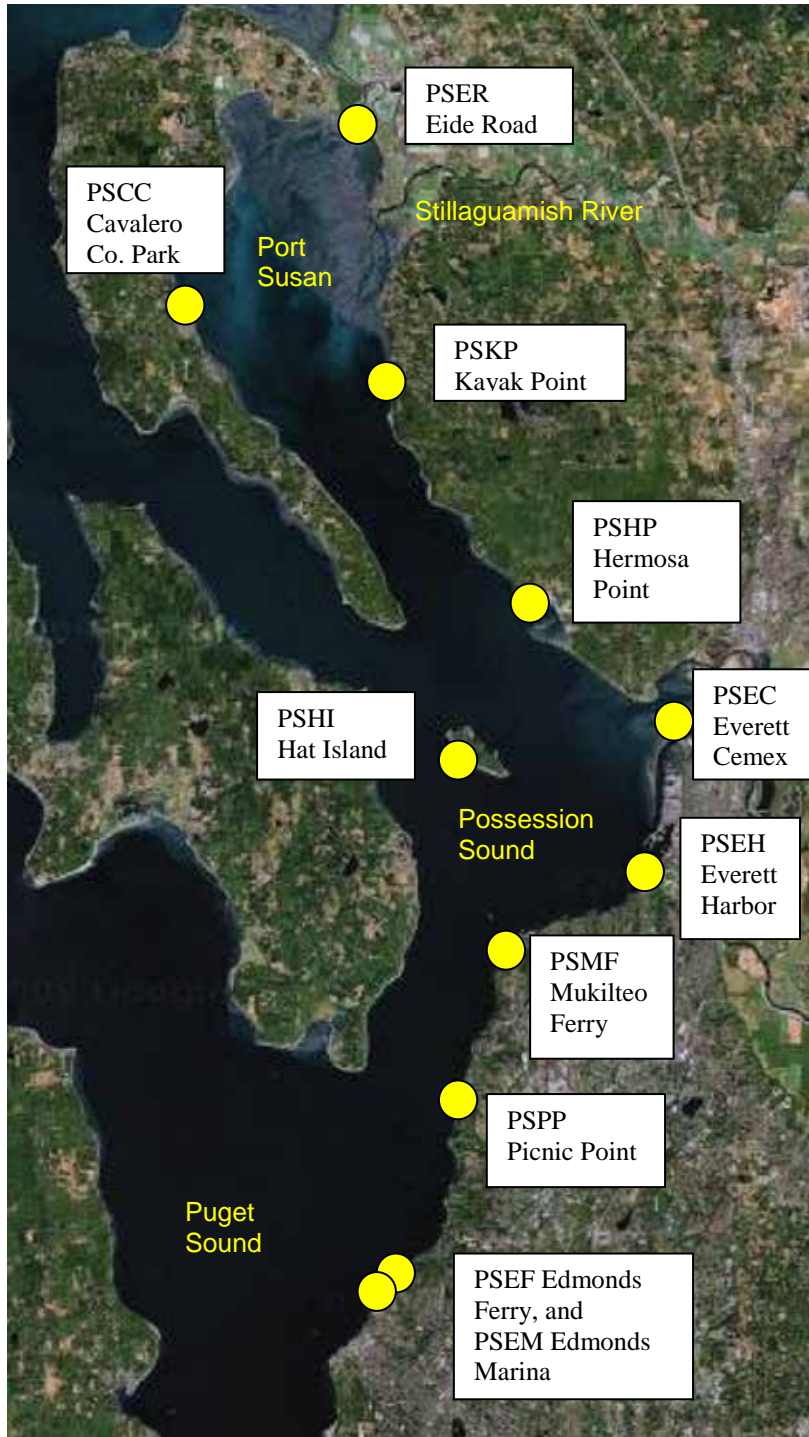 PSER
Eide Road
PSCC
Cavalero
Co. Park
Stillaguamish River
Port
Susan
PSKP
Kayak Point
PSHP
Hermosa
Point
PSHI
Hat Island
PSEC
Everett
Cemex
Possession
Sound
PSEH
Everett
Harbor
PSMF
Mukilteo
Ferry
PSPP
Picnic Point
Puget
Sound
PSEF Edmonds
Ferry, and
PSEM Edmonds
Marina